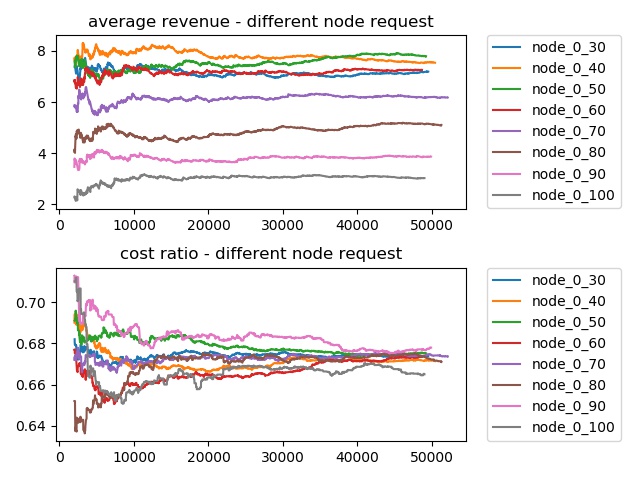 average revenue - different node request
8
6
4
2
0
10000
20000
30000
40000
50000
node_0_30
node_0_40
node_0_50
node_0_60
node_0_70
node_0_80
node_0_90
node_0_100
cost ratio - different node request
0.70
0.68
0.66
0.64
0
10000
20000
30000
40000
50000
node_0_30
node_0_40
node_0_50
node_0_60
node_0_70
node_0_80
node_0_90
node_0_100